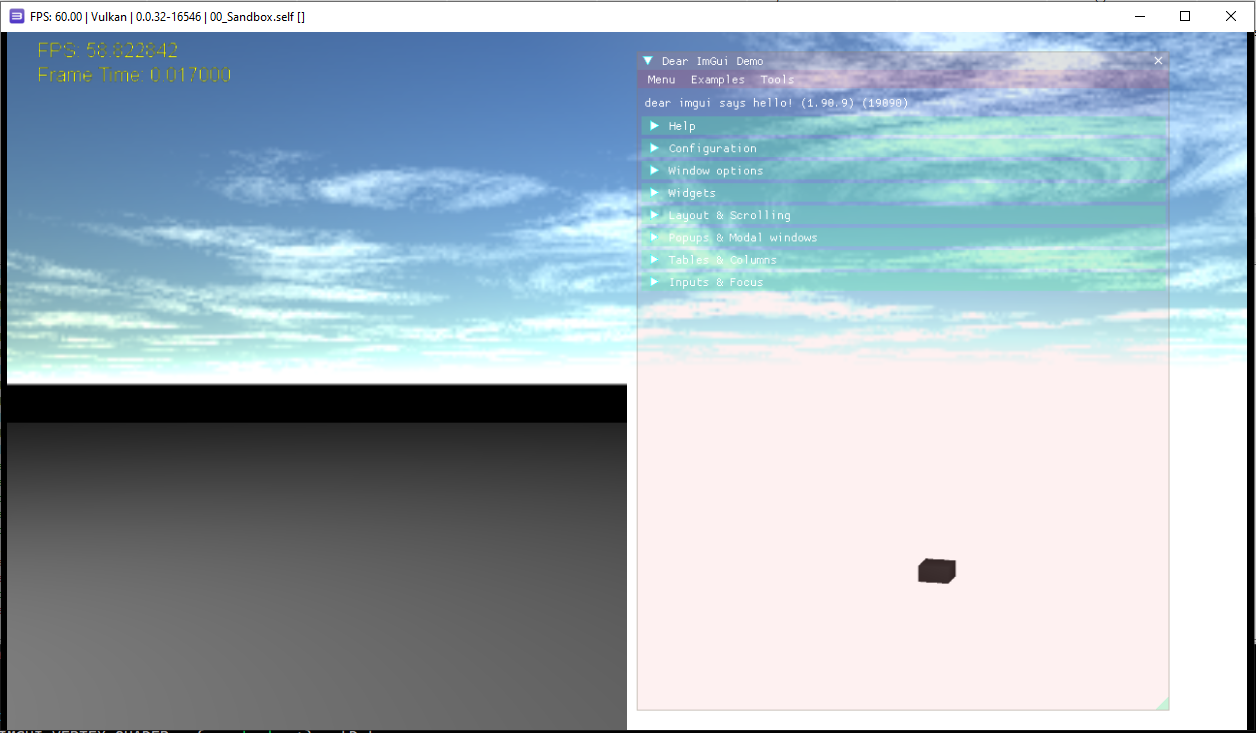 FPS: 60.00 | Vulkan | 0.0.32-16546 | 00_Sandbox.self []
FPS: 58.822842
Frame Time: 0.017000
Dear ImGui Demo
Menu Examples Tools
dear imgui says hello! (1.90.9) (19090)
Help
Configuration
Window options
Widgets
Layout & Scrolling
Popups & Modal windows
Tables & Columns
Inputs & Focus